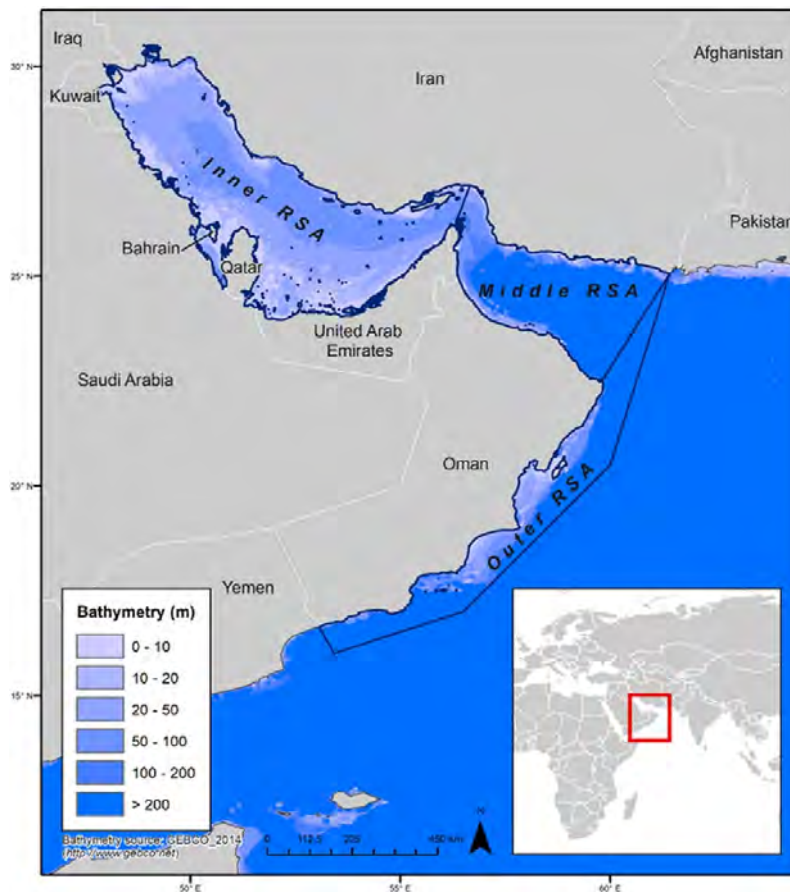 Iraq
Afghanistan
30° N
Iran
Kuwait
Inner RSA
Pakistan
Bahrain
Qatar
25° N
Middle RSA
United Arab
Emirates
Saudi Arabia
Oman
20° N
Outer RSA
Yemen
Bathymetry (m)
0 - 10
10 - 20
20 - 50
50 - 100
100 - 200
> 200
15° N
N
Bathymetry source: GEBCO_2014
(http://www.gebco.net)
0
450 km
50° E
55° E
60° E